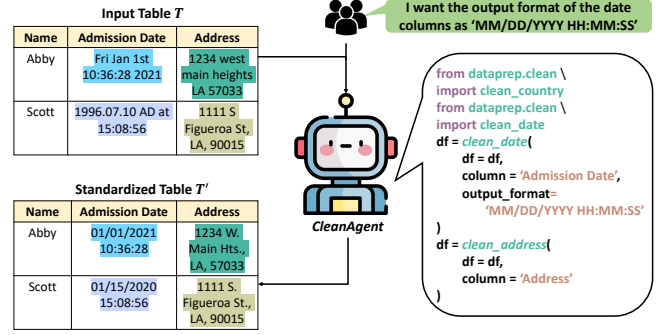 Input Table T
Name Admission Date Address
Abby Fri Jan 1st 1234 west
10:36:28 2021 main heights
LA 57033
Scott 1996.07.10 AD at 1111 S
15:08:56 Figueroa St,
LA, 90015
Standardized Table T'
Name Admission Date Address
Abby 01/01/2021 1234 W.
10:36:28 Main Hts.,
LA, 57033
Scott 01/15/2020 1111 S.
15:08:56 Figueroa St.,
LA, 90015
CleanAgent
I want the output format of the date
columns as ‘MM/DD/YYYY HH:MM:SS’
from dataprep.clean \
import clean_country
from dataprep.clean \
import clean_date
df = clean_date(
df = df,
column = ‘Admission Date’,
output_format=
‘MM/DD/YYYY HH:MM:SS’
)
df = clean_address(
df = df,
column = ‘Address’
)